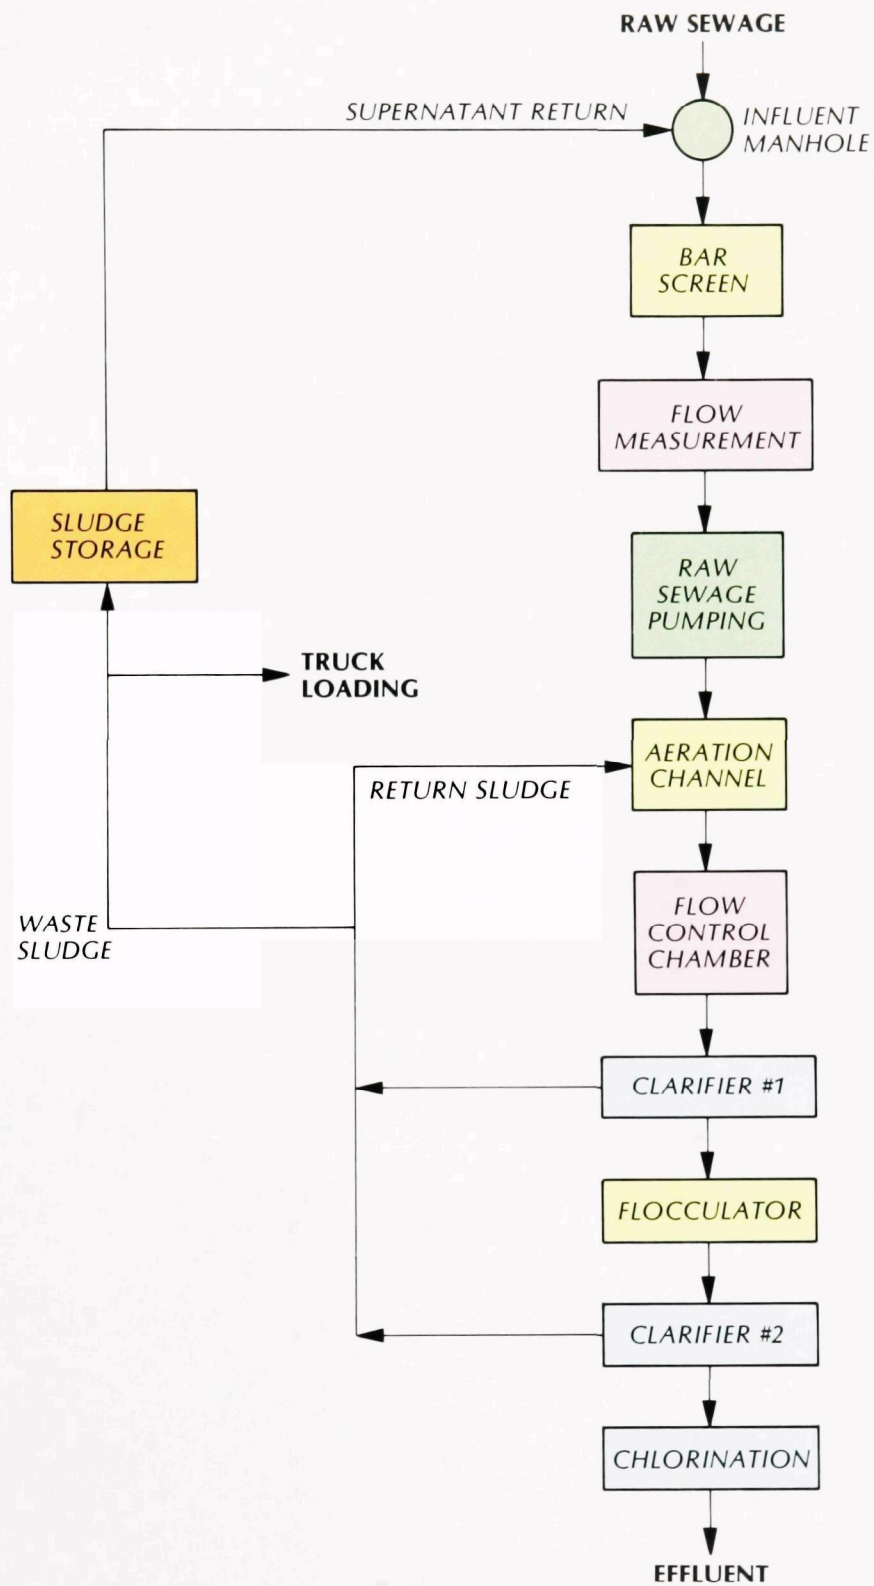 RAW SEWAGE
SUPERNATANT RETURN
INFLUENT
MANHOLE
BAR
SCREEN
FLOW
MEASUREMENT
SLUDGE
STORAGE
RAW
SEWAGE
PUMPING
TRUCK
LOADING
AERATION
CHANNEL
RETURN SLUDGE
WASTE
SLUDGE
FLOW
CONTROL
CHAMBER
CLARIFIER #1
FLOCCULATOR
CLARIFIER #2
CHLORINATION
EFFLUENT